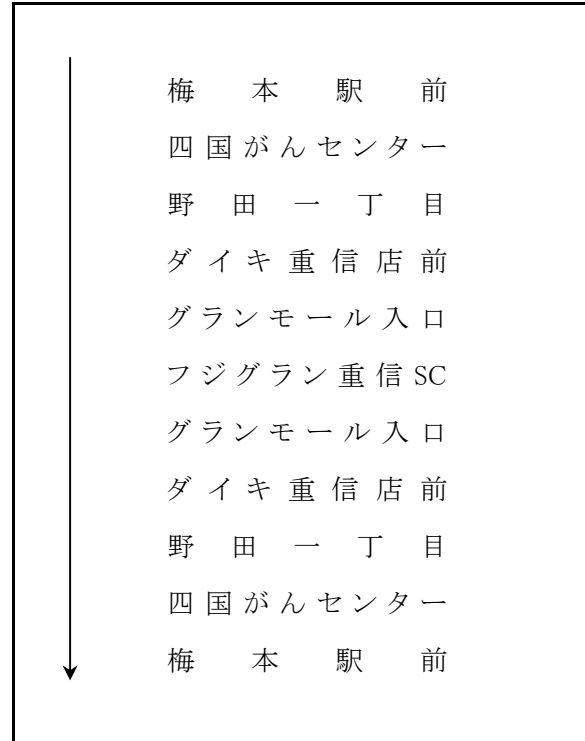 梅本駅前
四国がんセンター
野田一丁目
ダイキ重信店前
グランモール入口
フジグラン重信SC
グランモール入口
ダイキ重信店前
野田一丁目
四国がんセンター
梅本駅前